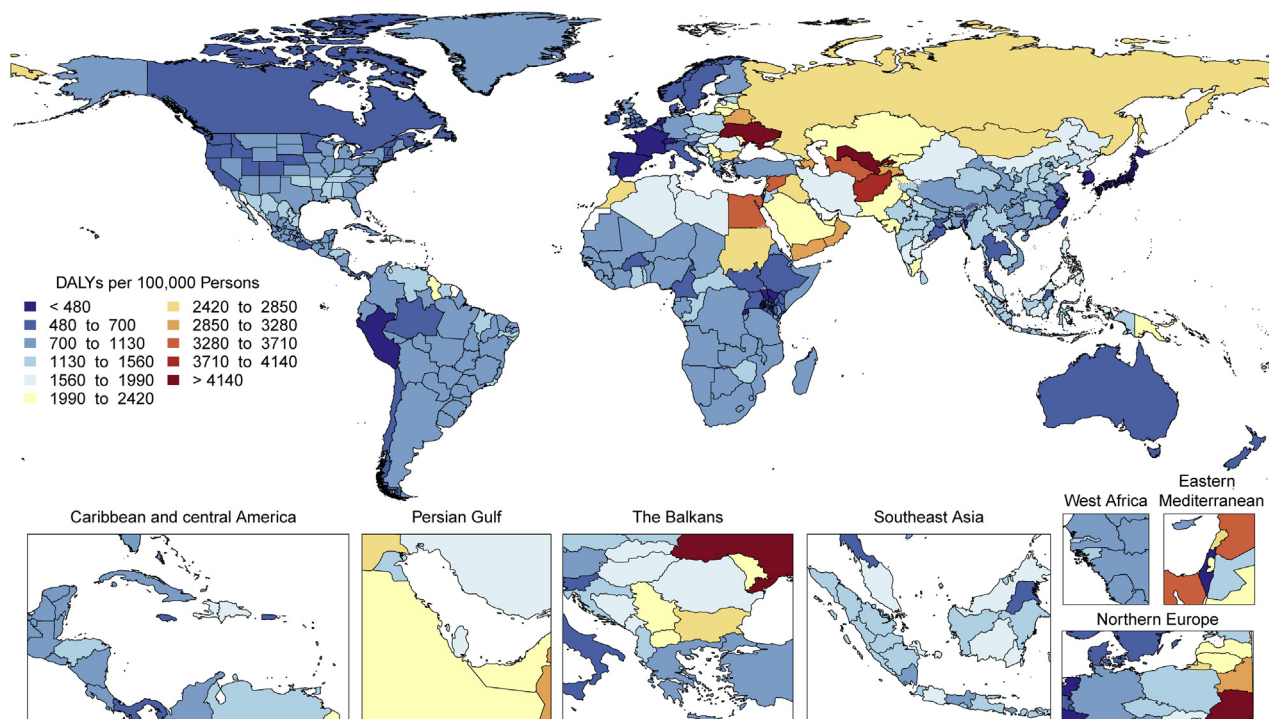 DALYs per 100,000 Persons
< 480
480 to 700
700 to 1130
1130 to 1560
1560 to 1990
1990 to 2420
2420 to 2850
2850 to 3280
3280 to 3710
3710 to 4140
> 4140
Caribbean and central America
Persian Gulf
The Balkans
Southeast Asia
West Africa
Eastern
Mediterranean
Northern Europe